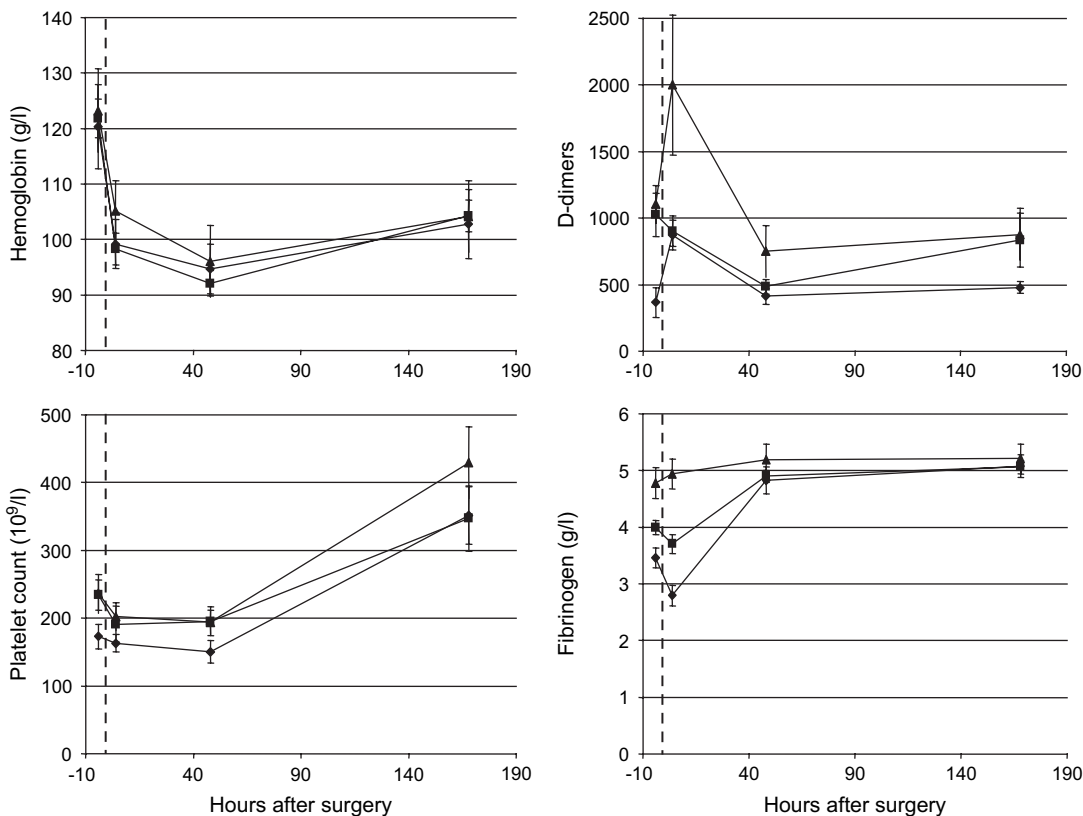 140
130
120
110
100
90
80
-10 40 90 140 190
Hemoglobin (g/l)
2500
2000
1500
1000
500
0
-10 40 90 140 190
D-dimers
500
400
300
200
100
0
-10 40 90 140 190
Platelet count (10⁹/l)
Hours after surgery
6
5
4
3
2
1
0
-10 40 90 140 190
Fibrinogen (g/l)
Hours after surgery